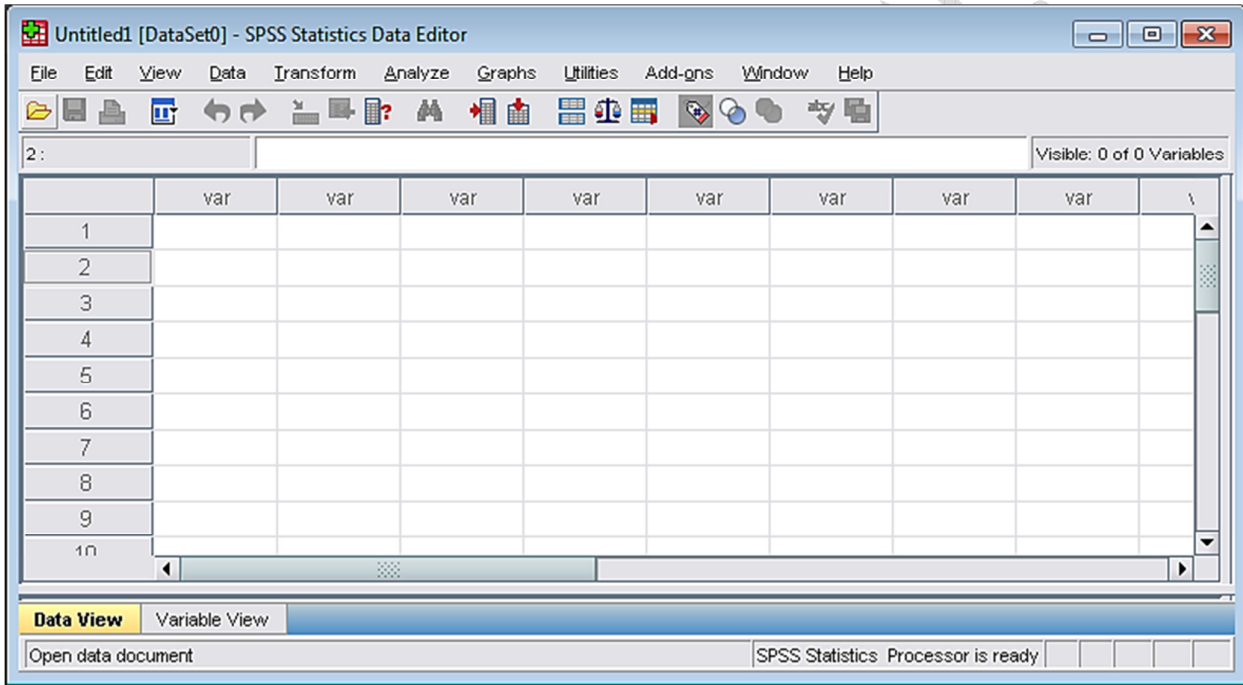 Untitled1 [DataSet0] - SPSS Statistics Data Editor
File Edit View Data Transform Analyze Graphs Utilities Add-ons Window Help
2 : Visible: 0 of 0 Variables
var var var var var var var var
1
2
3
4
5
6
7
8
9
10
Data View Variable View
Open data document SPSS Statistics Processor is ready